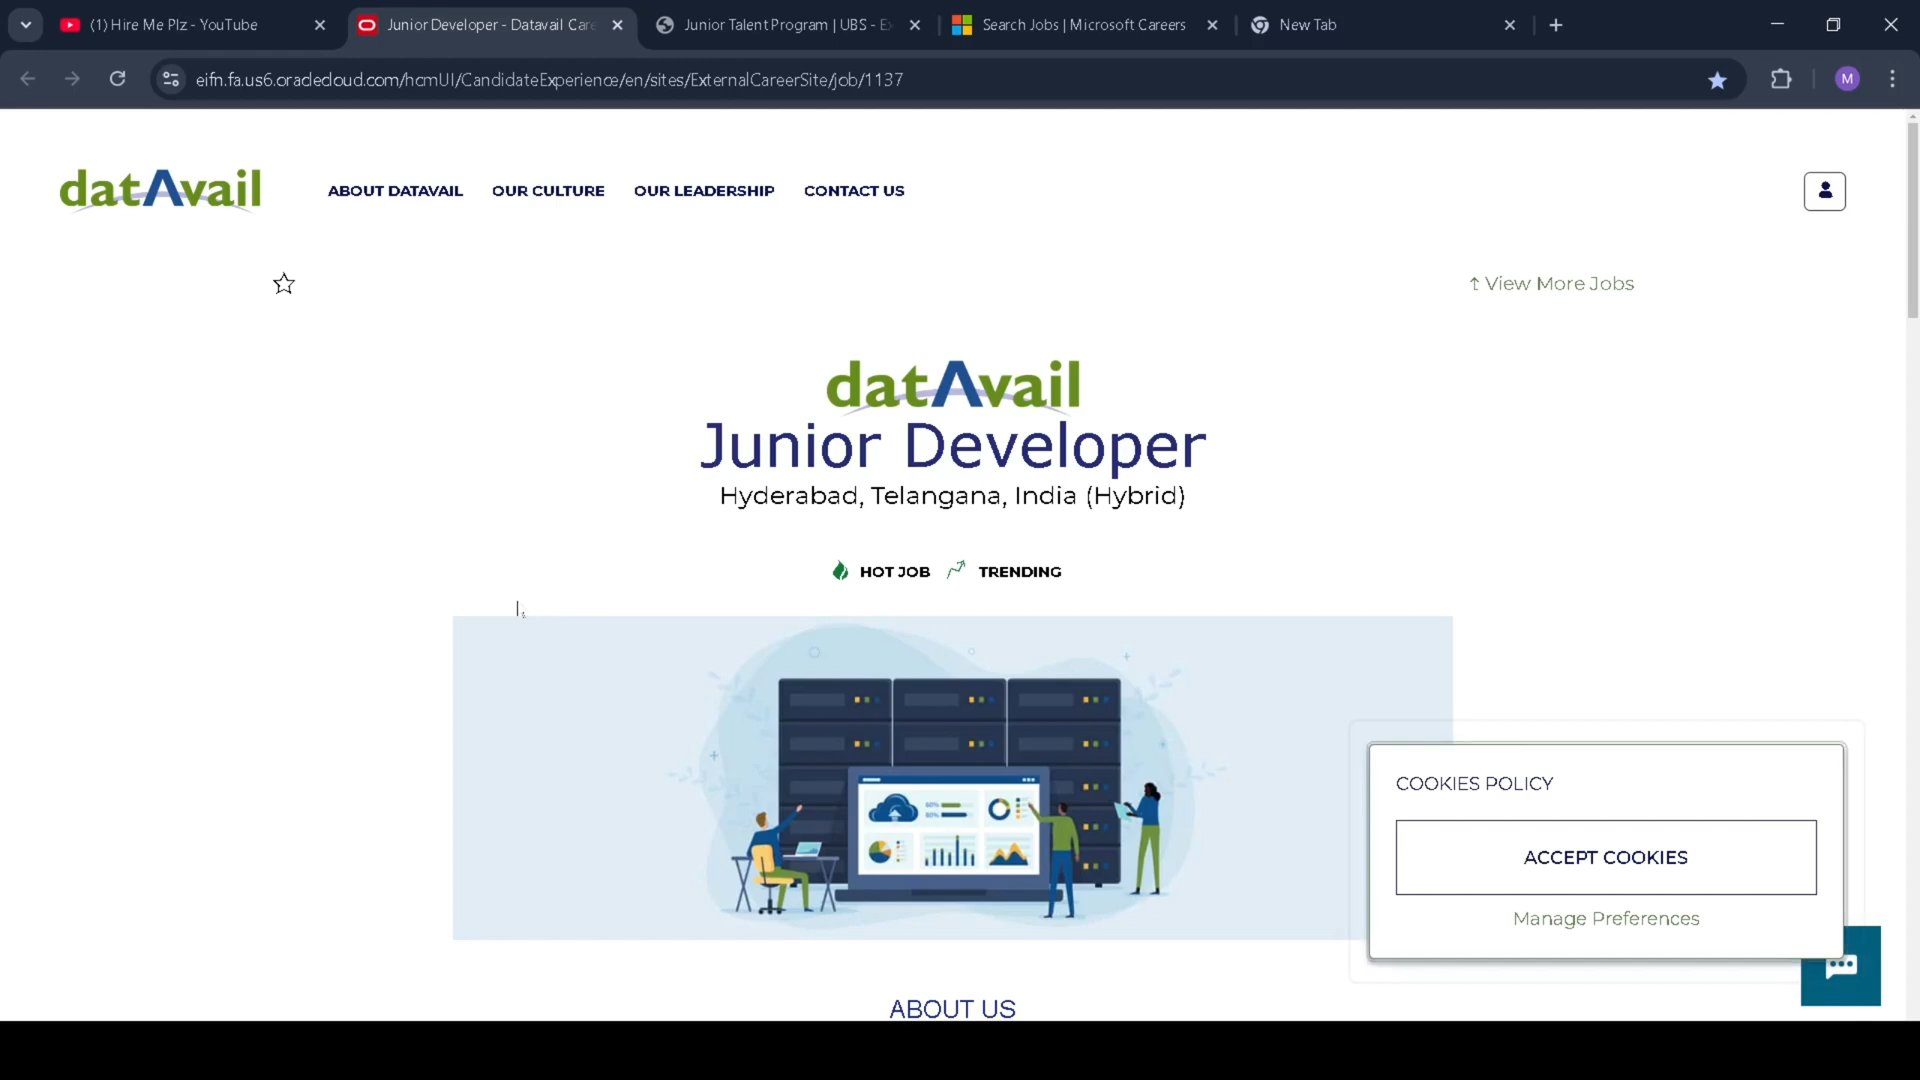 (1) Hire Me Plz - YouTube
Junior Developer - Datavail Care
Junior Talent Program | UBS - Ex
Search Jobs | Microsoft Careers
New Tab
eifn.fa.us6.oraclecloud.com/hcmUI/CandidateExperience/en/sites/ExternalCareerSite/job/1137
M
datAvail
ABOUT DATAVAIL
OUR CULTURE
OUR LEADERSHIP
CONTACT US
↑ View More Jobs
datAvail
Junior Developer
Hyderabad, Telangana, India (Hybrid)
HOT JOB
TRENDING
60%
80%
COOKIES POLICY
ACCEPT COOKIES
Manage Preferences
ABOUT US